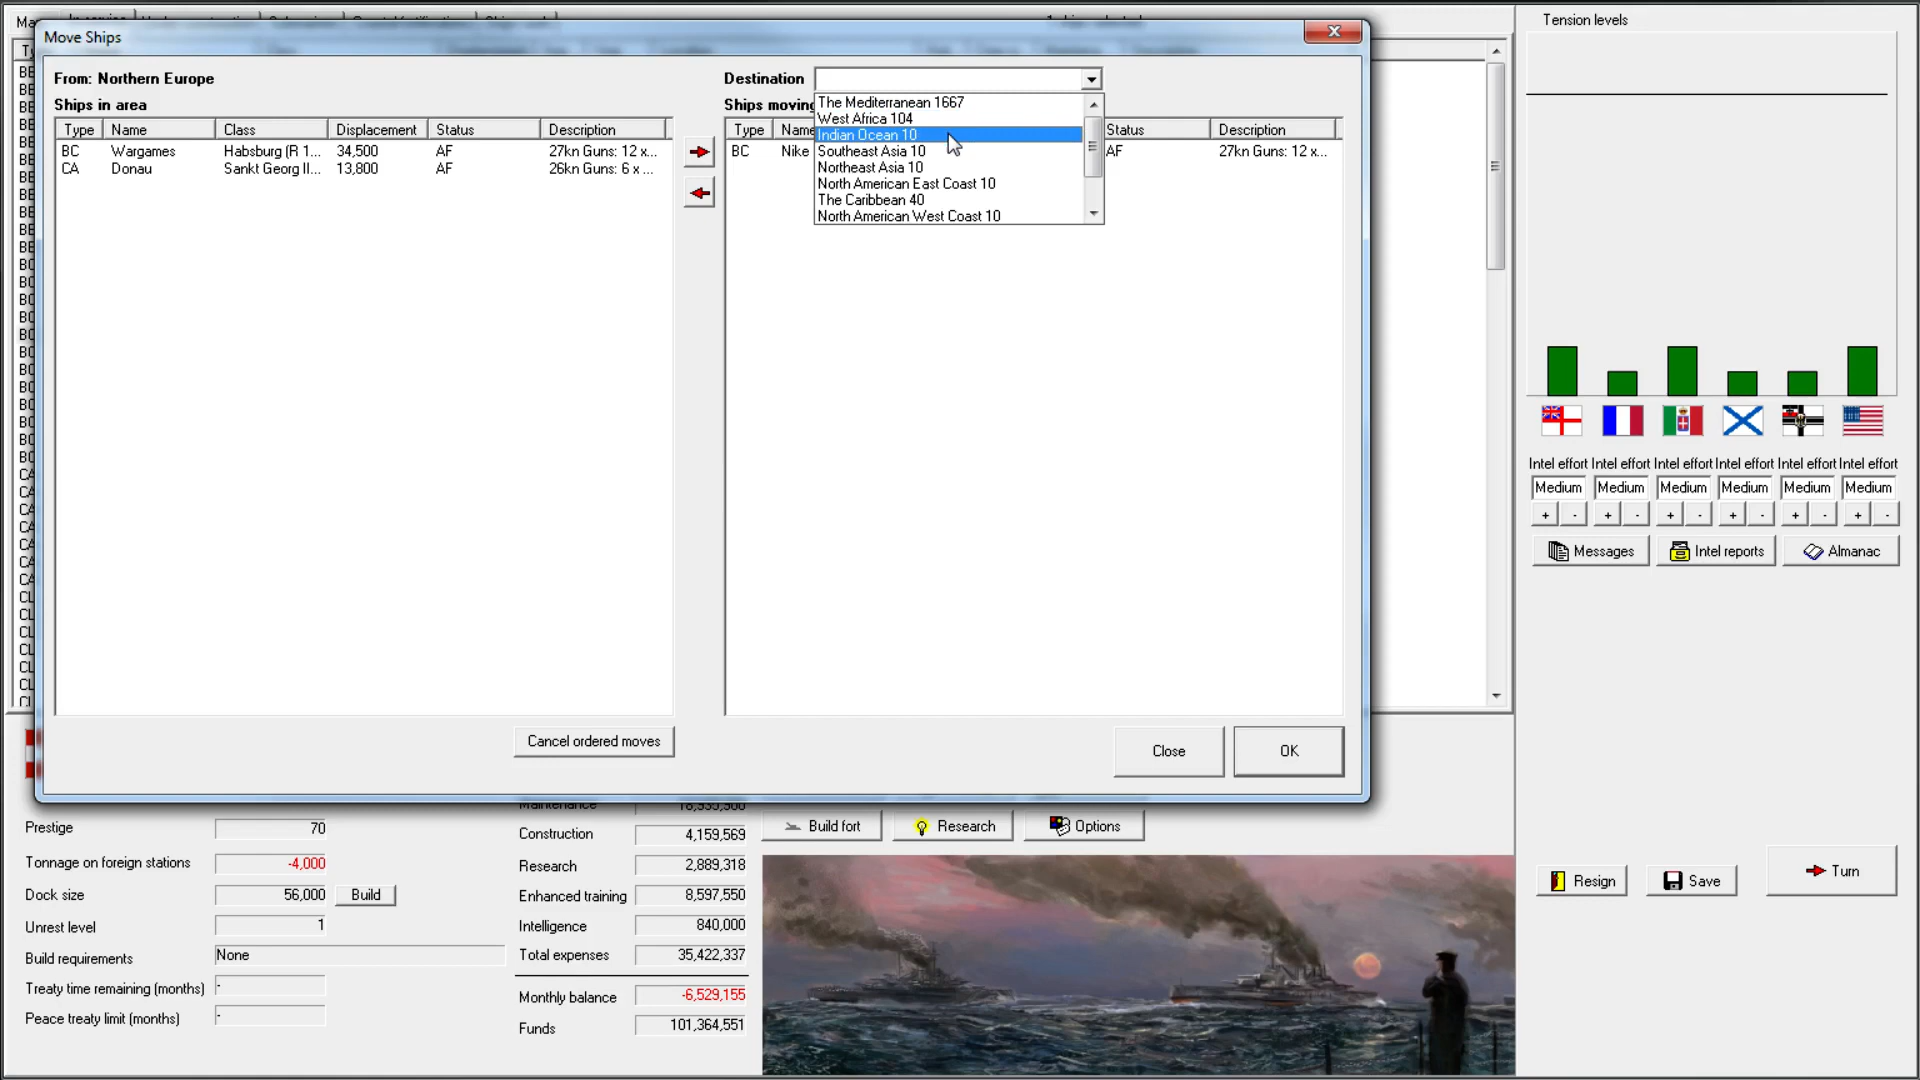 Move Ships
From: Northern Europe
Ships in area
Type Name Class Displacement Status Description
BC Wargames Habsburg (R 1... 34,500 AF 27kn Guns: 12 x...
CA Donau Sankt Georg II... 13,800 AF 26kn Guns: 6 x ...
Destination
Ships moving
The Mediterranean 1667
West Africa 104
Indian Ocean 10
Southeast Asia 10
Northeast Asia 10
North American East Coast 10
The Caribbean 40
North American West Coast 10
Type Name Status Description
BC Nike AF 27kn Guns: 12 x...
Cancel ordered moves
Close
OK
Tension levels
Intel effort Intel effort Intel effort Intel effort Intel effort Intel effort
Medium Medium Medium Medium Medium Medium
+ - + - + - + - + - + -
Messages
Intel reports
Almanac
Prestige 70
Tonnage on foreign stations -4,000
Dock size 56,000 Build
Unrest level 1
Build requirements None
Treaty time remaining (months) -
Peace treaty limit (months) -
Maintenance 18,935,900
Construction 4,159,569
Research 2,889,318
Enhanced training 8,597,550
Intelligence 840,000
Total expenses 35,422,337
Monthly balance -6,529,155
Funds 101,364,551
Build fort
Research
Options
Resign
Save
Turn